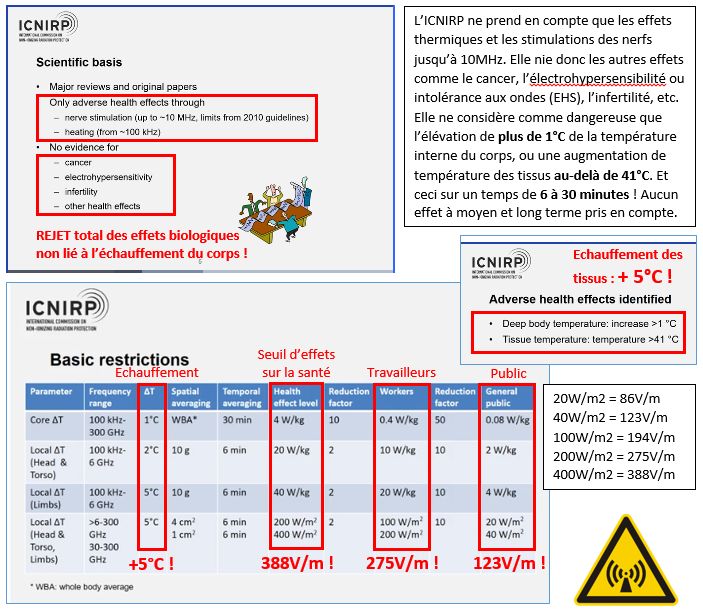 ICNIRP
INTERNATIONAL COMMISSION ON
NON-IONIZING RADIATION PROTECTION
Scientific basis
• Major reviews and original papers
Only adverse health effects through
– nerve stimulation (up to ~10 MHz, limits from 2010 guidelines)
– heating (from ~100 kHz)
• No evidence for
– cancer
– electrohypersensitivity
– infertility
– other health effects
REJET total des effets biologiques
non lié à l'échauffement du corps !
6
L'ICNIRP ne prend en compte que les effets
thermiques et les stimulations des nerfs
jusqu'à 10MHz. Elle nie donc les autres effets
comme le cancer, l'électrohypersensibilité ou
intolérance aux ondes (EHS), l'infertilité, etc.
Elle ne considère comme dangereuse que
l'élévation de plus de 1°C de la température
interne du corps, ou une augmentation de
température des tissus au-delà de 41°C. Et
ceci sur un temps de 6 à 30 minutes ! Aucun
effet à moyen et long terme pris en compte.
ICNIRP
INTERNATIONAL COMMISSION ON
NON-IONIZING RADIATION PROTECTION
Echauffement des
tissus : + 5°C !
Adverse health effects identified
• Deep body temperature: increase >1 °C
• Tissue temperature: temperature >41 °C
ICNIRP
INTERNATIONAL COMMISSION ON
NON-IONIZING RADIATION PROTECTION
Basic restrictions
Echauffement
Seuil d'effets
sur la santé
Travailleurs
Public
Parameter Frequency range ΔT Spatial averaging Temporal averaging Health effect level Reduction factor Workers Reduction factor General public
Core ΔT 100 kHz-300 GHz 1°C WBA* 30 min 4 W/kg 10 0.4 W/kg 50 0.08 W/kg
Local ΔT (Head & Torso) 100 kHz-6 GHz 2°C 10 g 6 min 20 W/kg 2 10 W/kg 10 2 W/kg
Local ΔT (Limbs) 100 kHz-6 GHz 5°C 10 g 6 min 40 W/kg 2 20 W/kg 10 4 W/kg
Local ΔT (Head & Torso, Limbs) >6-300 GHz 30-300 GHz 5°C 4 cm² 1 cm² 6 min 6 min 200 W/m² 400 W/m² 2 100 W/m² 200 W/m² 10 20 W/m² 40 W/m²
+5°C !
388V/m !
275V/m !
123V/m !
* WBA: whole body average
20W/m2 = 86V/m
40W/m2 = 123V/m
100W/m2 = 194V/m
200W/m2 = 275V/m
400W/m2 = 388V/m